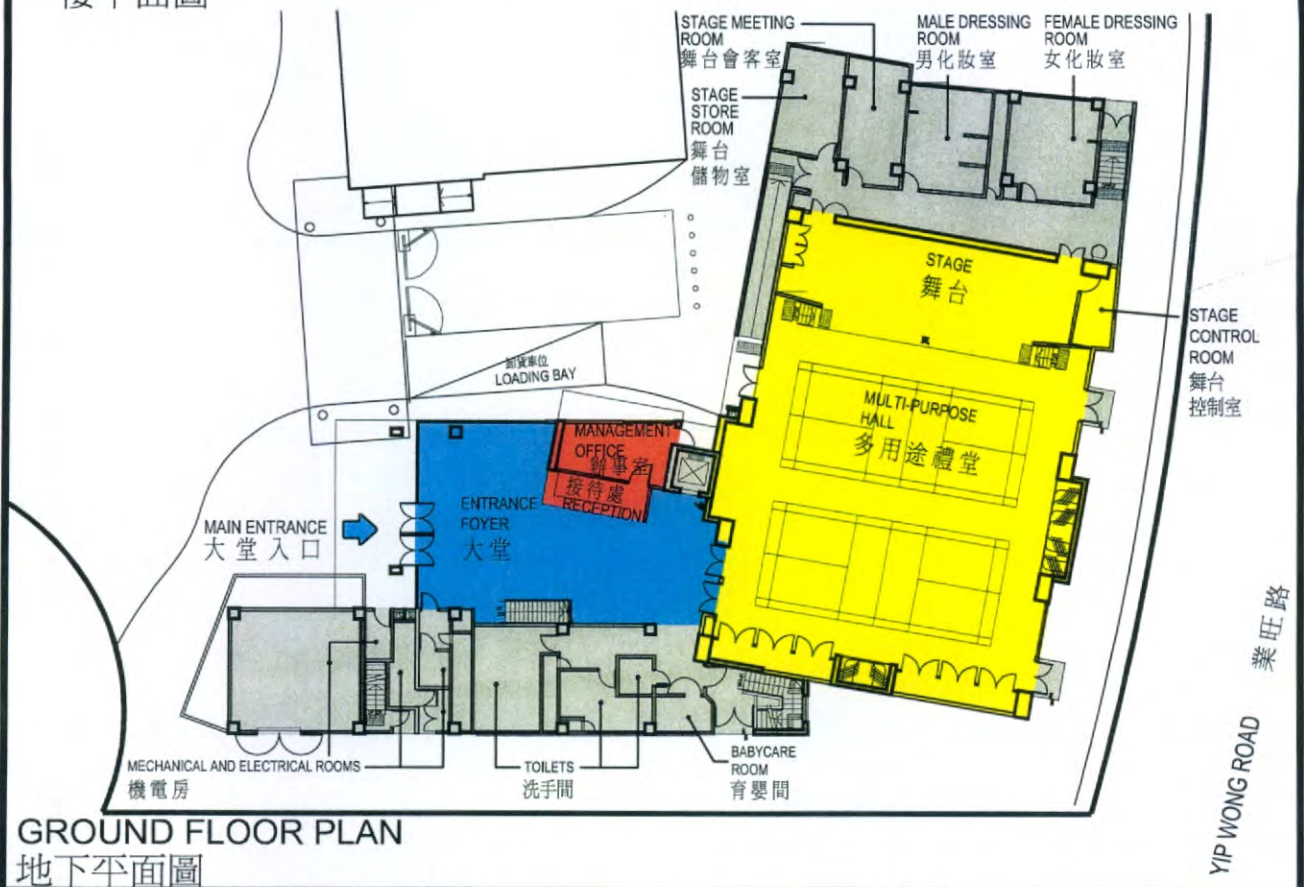 樓平面圖
STAGE MEETING
ROOM
舞台會客室
MALE DRESSING
ROOM
男化妝室
FEMALE DRESSING
ROOM
女化妝室
STAGE
STORE
ROOM
舞台
儲物室
STAGE
舞台
STAGE
CONTROL
ROOM
舞台
控制室
卸貨車位
LOADING BAY
MULTI-PURPOSE
HALL
多用途禮堂
MANAGEMENT
OFFICE
辦事室
接待處
RECEPTION
ENTRANCE
FOYER
大堂
MAIN ENTRANCE
大堂入口
MECHANICAL AND ELECTRICAL ROOMS
機電房
TOILETS
洗手間
BABYCARE
ROOM
育嬰間
業旺路
YIP WONG ROAD
GROUND FLOOR PLAN
地下平面圖